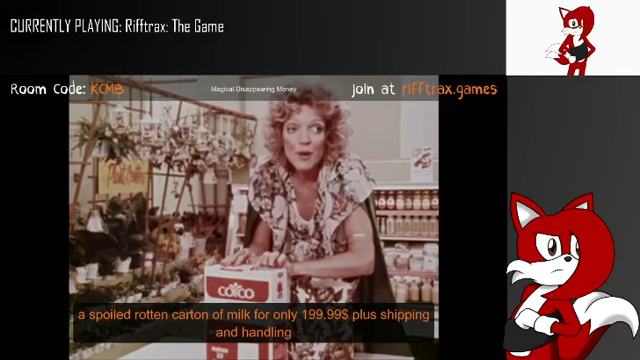 CURRENTLY PLAYING: Rifftrax: The Game
Room Code: KCMB
Magical Disappearing Money
join at rifftrax.games
cotco
a spoiled rotten carton of milk for only 199.99$ plus shipping
and handling